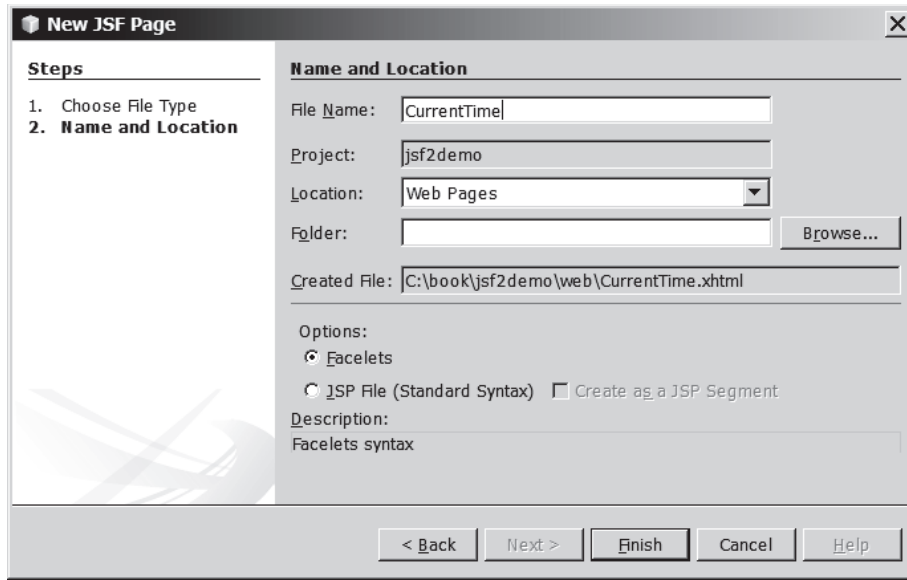 New JSF Page
Steps
1. Choose File Type
2. Name and Location
Name and Location
File Name: CurrentTime
Project: jsf2demo
Location: Web Pages
Folder: Browse...
Created File: C:\book\jsf2demo\web\CurrentTime.xhtml
Options:
Facelets
JSP File (Standard Syntax) Create as a JSP Segment
Description:
Facelets syntax
< Back Next > Finish Cancel Help